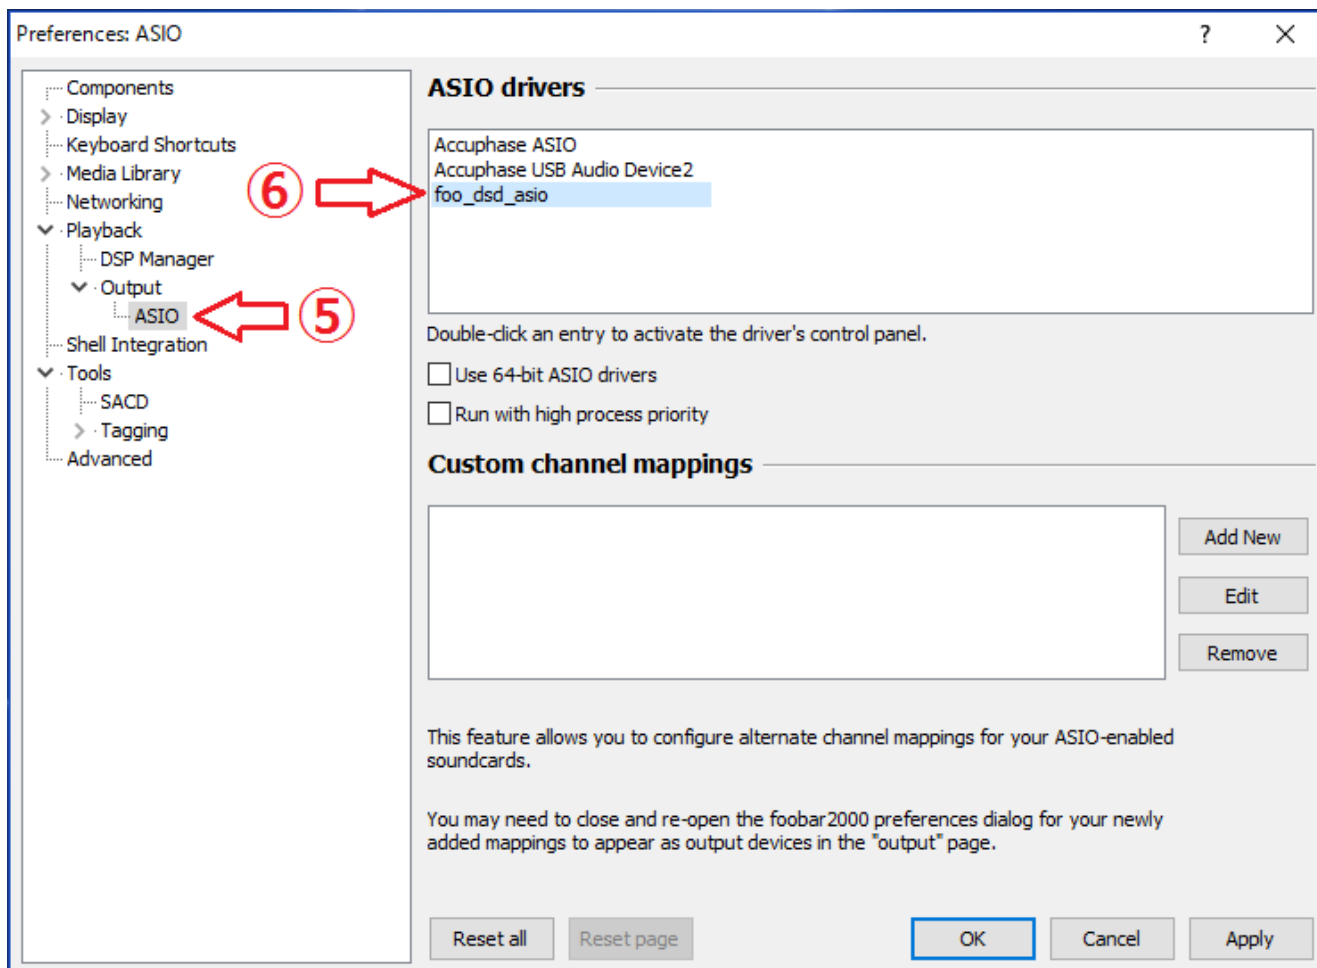 Preferences: ASIO
?
Components
Display
Keyboard Shortcuts
Media Library
Networking
Playback
DSP Manager
Output
ASIO
⑤
Shell Integration
Tools
SACD
Tagging
Advanced
ASIO drivers
Accuphase ASIO
Accuphase USB Audio Device2
⑥
foo_dsd_asio
Double-click an entry to activate the driver's control panel.
Use 64-bit ASIO drivers
Run with high process priority
Custom channel mappings
Add New
Edit
Remove
This feature allows you to configure alternate channel mappings for your ASIO-enabled
soundcards.
You may need to close and re-open the foobar2000 preferences dialog for your newly
added mappings to appear as output devices in the "output" page.
Reset all
Reset page
OK
Cancel
Apply